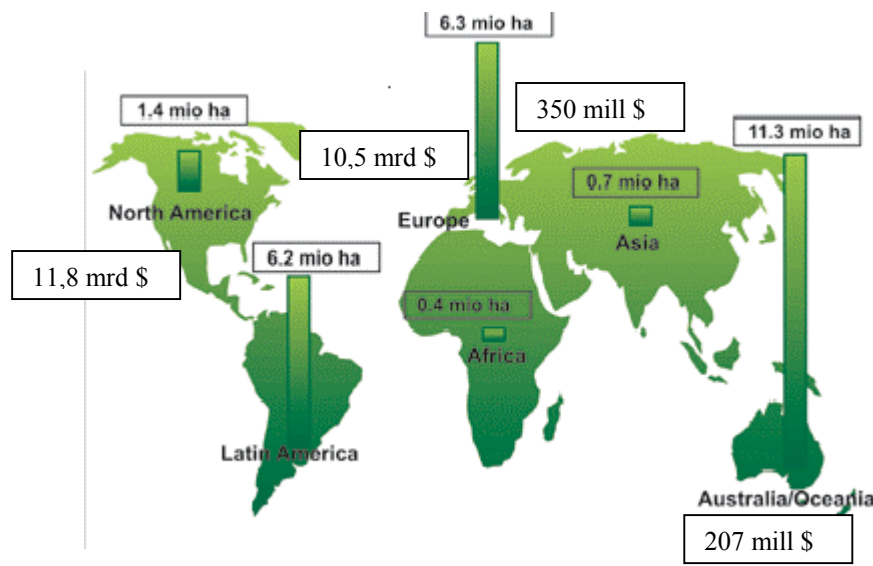 6.3 mio ha
350 mill $
1.4 mio ha
10,5 mrd $
11.3 mio ha
0.7 mio ha
North America
Europe
Asia
11,8 mrd $
6.2 mio ha
0.4 mio ha
Africa
Latin America
Australia/Oceania
207 mill $